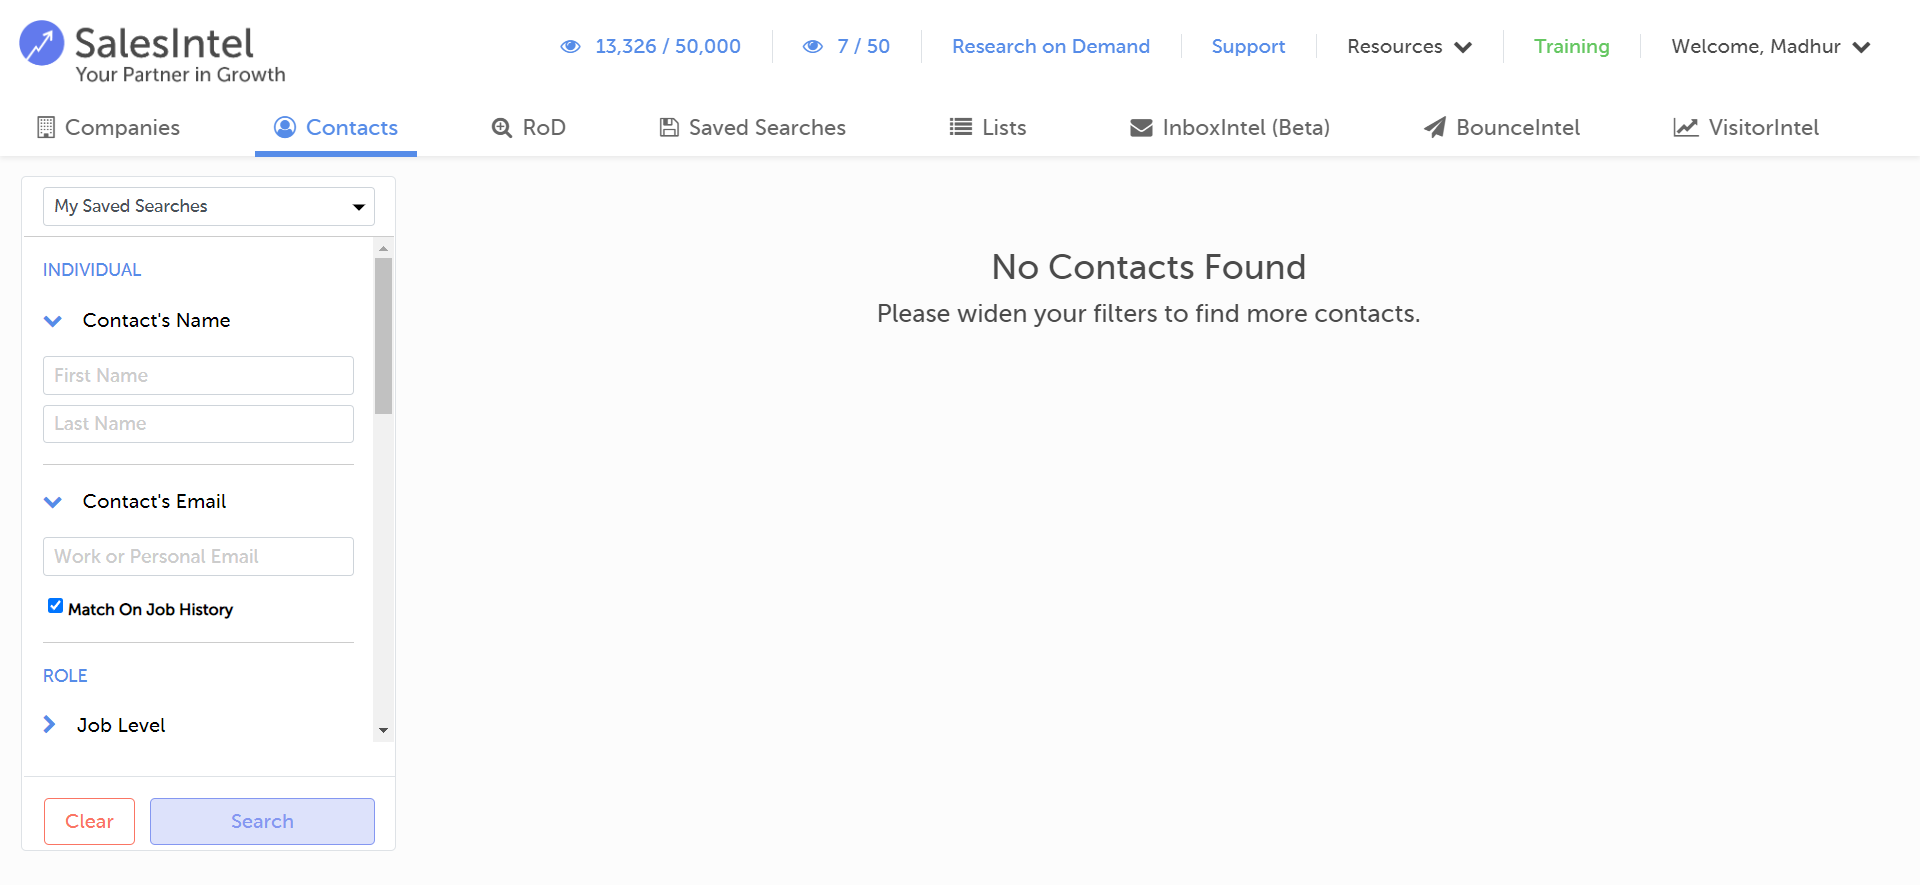 SalesIntel
Your Partner in Growth
13,326 / 50,000
7 / 50
Research on Demand
Support
Resources
Training
Welcome, Madhur
Companies
Contacts
RoD
Saved Searches
Lists
InboxIntel (Beta)
BounceIntel
VisitorIntel
My Saved Searches
INDIVIDUAL
Contact's Name
First Name
Last Name
Contact's Email
Work or Personal Email
Match On Job History
ROLE
Job Level
Clear
Search
No Contacts Found
Please widen your filters to find more contacts.